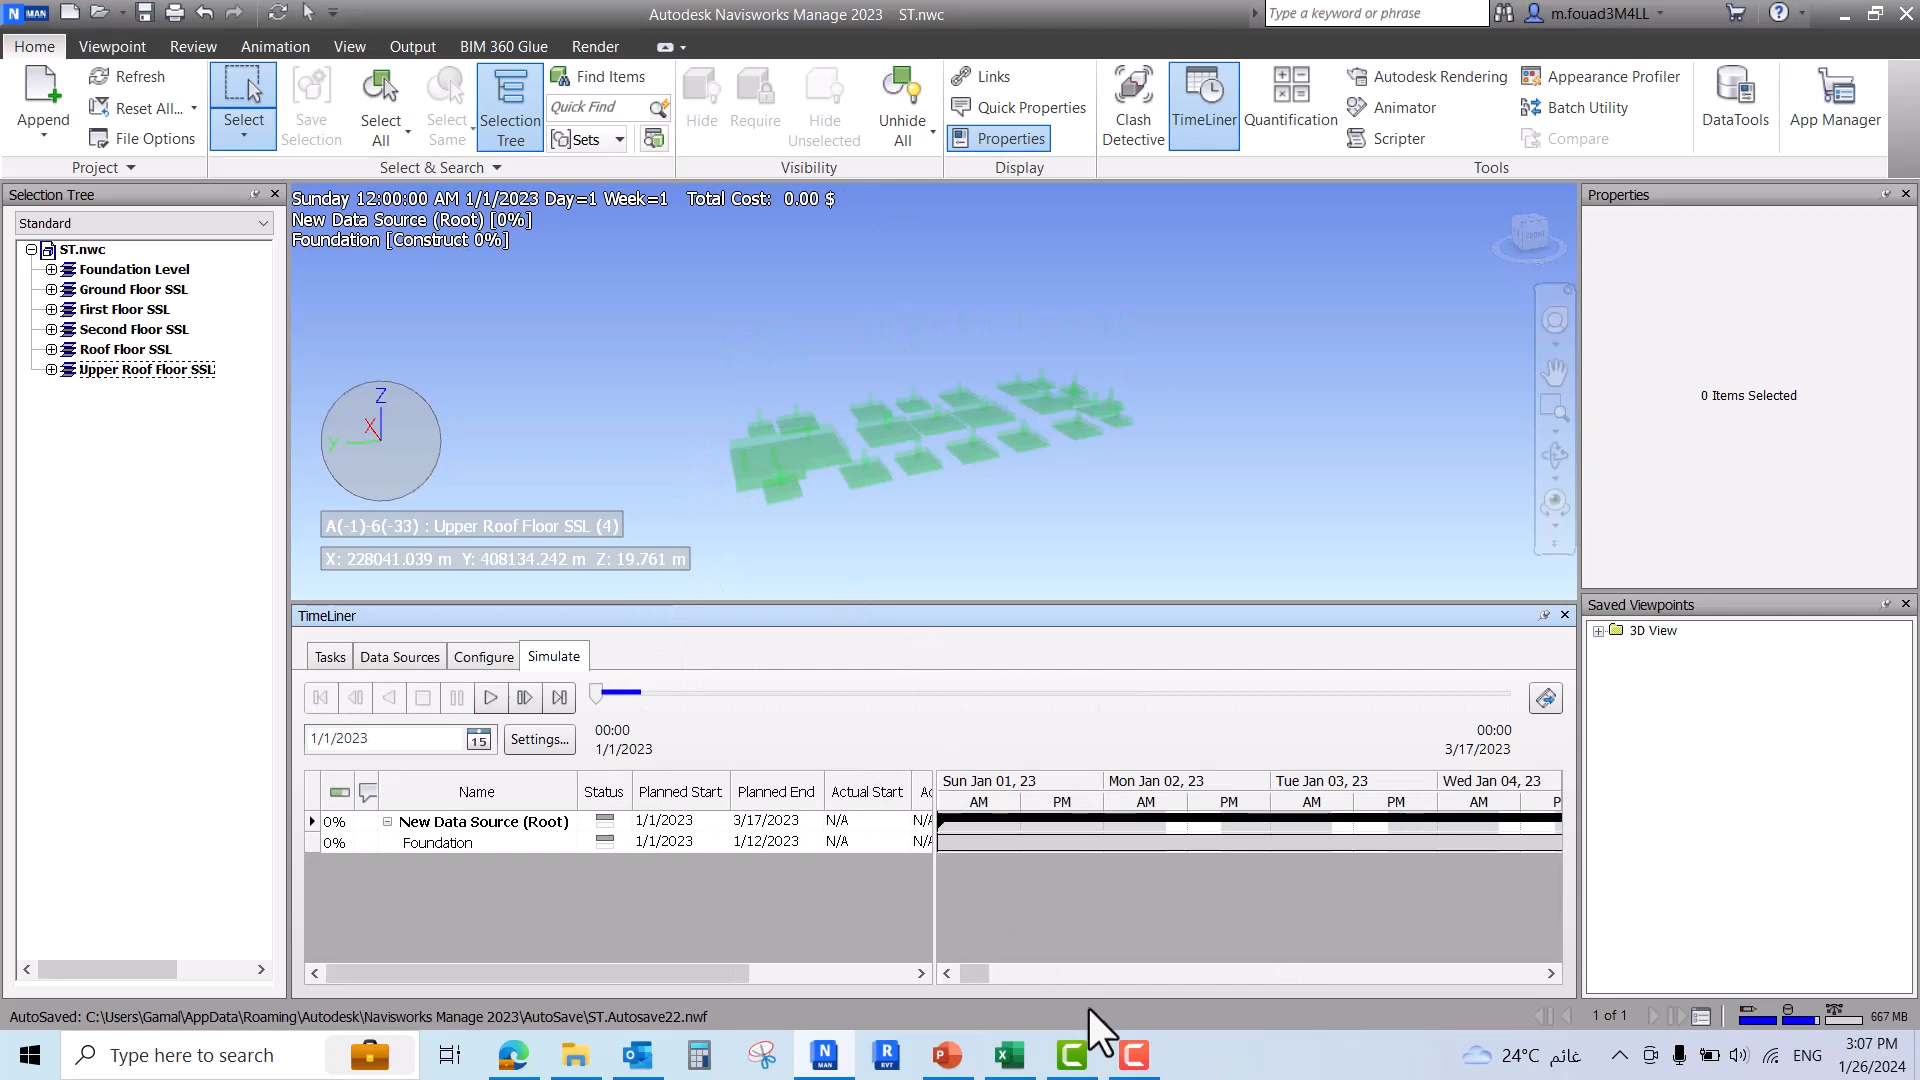 MAN
Autodesk Navisworks Manage 2023 ST.nwc
Type a keyword or phrase
m.fouad3M4LL
Home Viewpoint Review Animation View Output BIM 360 Glue Render
Append
Refresh
Reset All...
File Options
Project
Select
Save Selection
Select All
Select Same
Selection Tree
Find Items
Quick Find
Sets
Select & Search
Hide
Require
Hide Unselected
Unhide All
Visibility
Links
Quick Properties
Properties
Display
Clash Detective
TimeLiner
Quantification
Autodesk Rendering
Animator
Scripter
Appearance Profiler
Batch Utility
Compare
Tools
DataTools
App Manager
Selection Tree
Standard
ST.nwc
Foundation Level
Ground Floor SSL
First Floor SSL
Second Floor SSL
Roof Floor SSL
Upper Roof Floor SSL
Sunday 12:00:00 AM 1/1/2023 Day=1 Week=1 Total Cost: 0.00 $
New Data Source (Root) [0%]
Foundation [Construct 0%]
FRONT
Z
X
Y
A(-1)-6(-33) : Upper Roof Floor SSL (4)
X: 228041.039 m Y: 408134.242 m Z: 19.761 m
Properties
0 Items Selected
Saved Viewpoints
3D View
TimeLiner
Tasks Data Sources Configure Simulate
1/1/2023
15
Settings...
00:00
1/1/2023
00:00
3/17/2023
Name Status Planned Start Planned End Actual Start Ac
0% New Data Source (Root) 1/1/2023 3/17/2023 N/A N/A
0% Foundation 1/1/2023 1/12/2023 N/A N/A
Sun Jan 01, 23 Mon Jan 02, 23 Tue Jan 03, 23 Wed Jan 04, 23
AM PM AM PM AM PM AM P
AutoSaved: C:\Users\Gamal\AppData\Roaming\Autodesk\Navisworks Manage 2023\AutoSave\ST.Autosave22.nwf
1 of 1
667 MB
Type here to search
24°C غائم
ENG
3:07 PM
1/26/2024